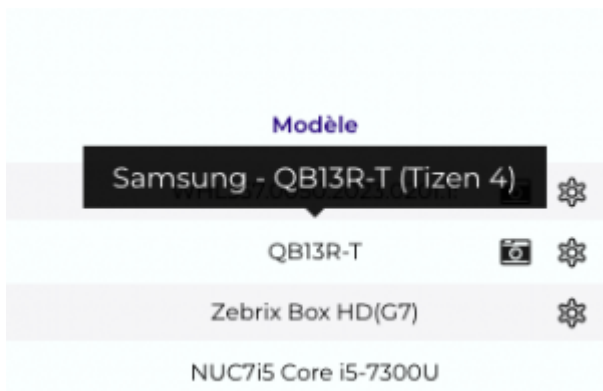 Modèle
Samsung - QB13R-T (Tizen 4)
QB13R-T
Zebrix Box HD(G7)
NUC7i5 Core i5-7300U